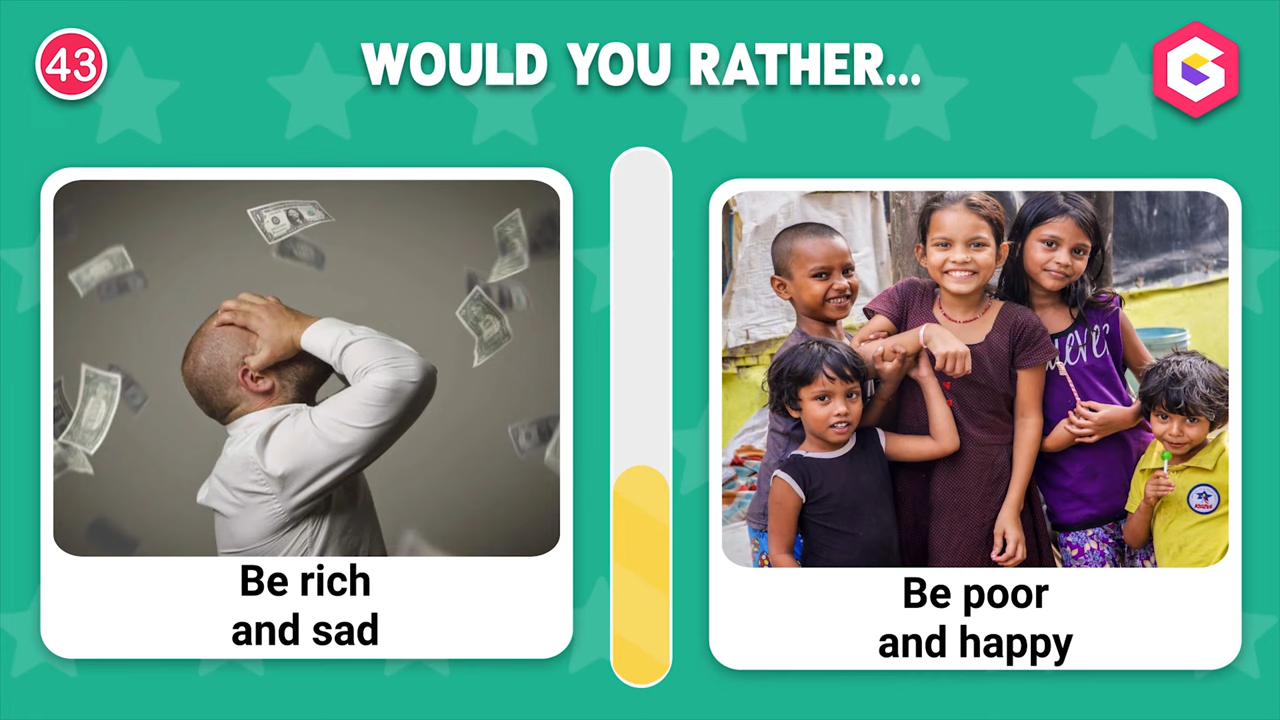 43
WOULD YOU RATHER...
Be rich
and sad
Be poor
and happy